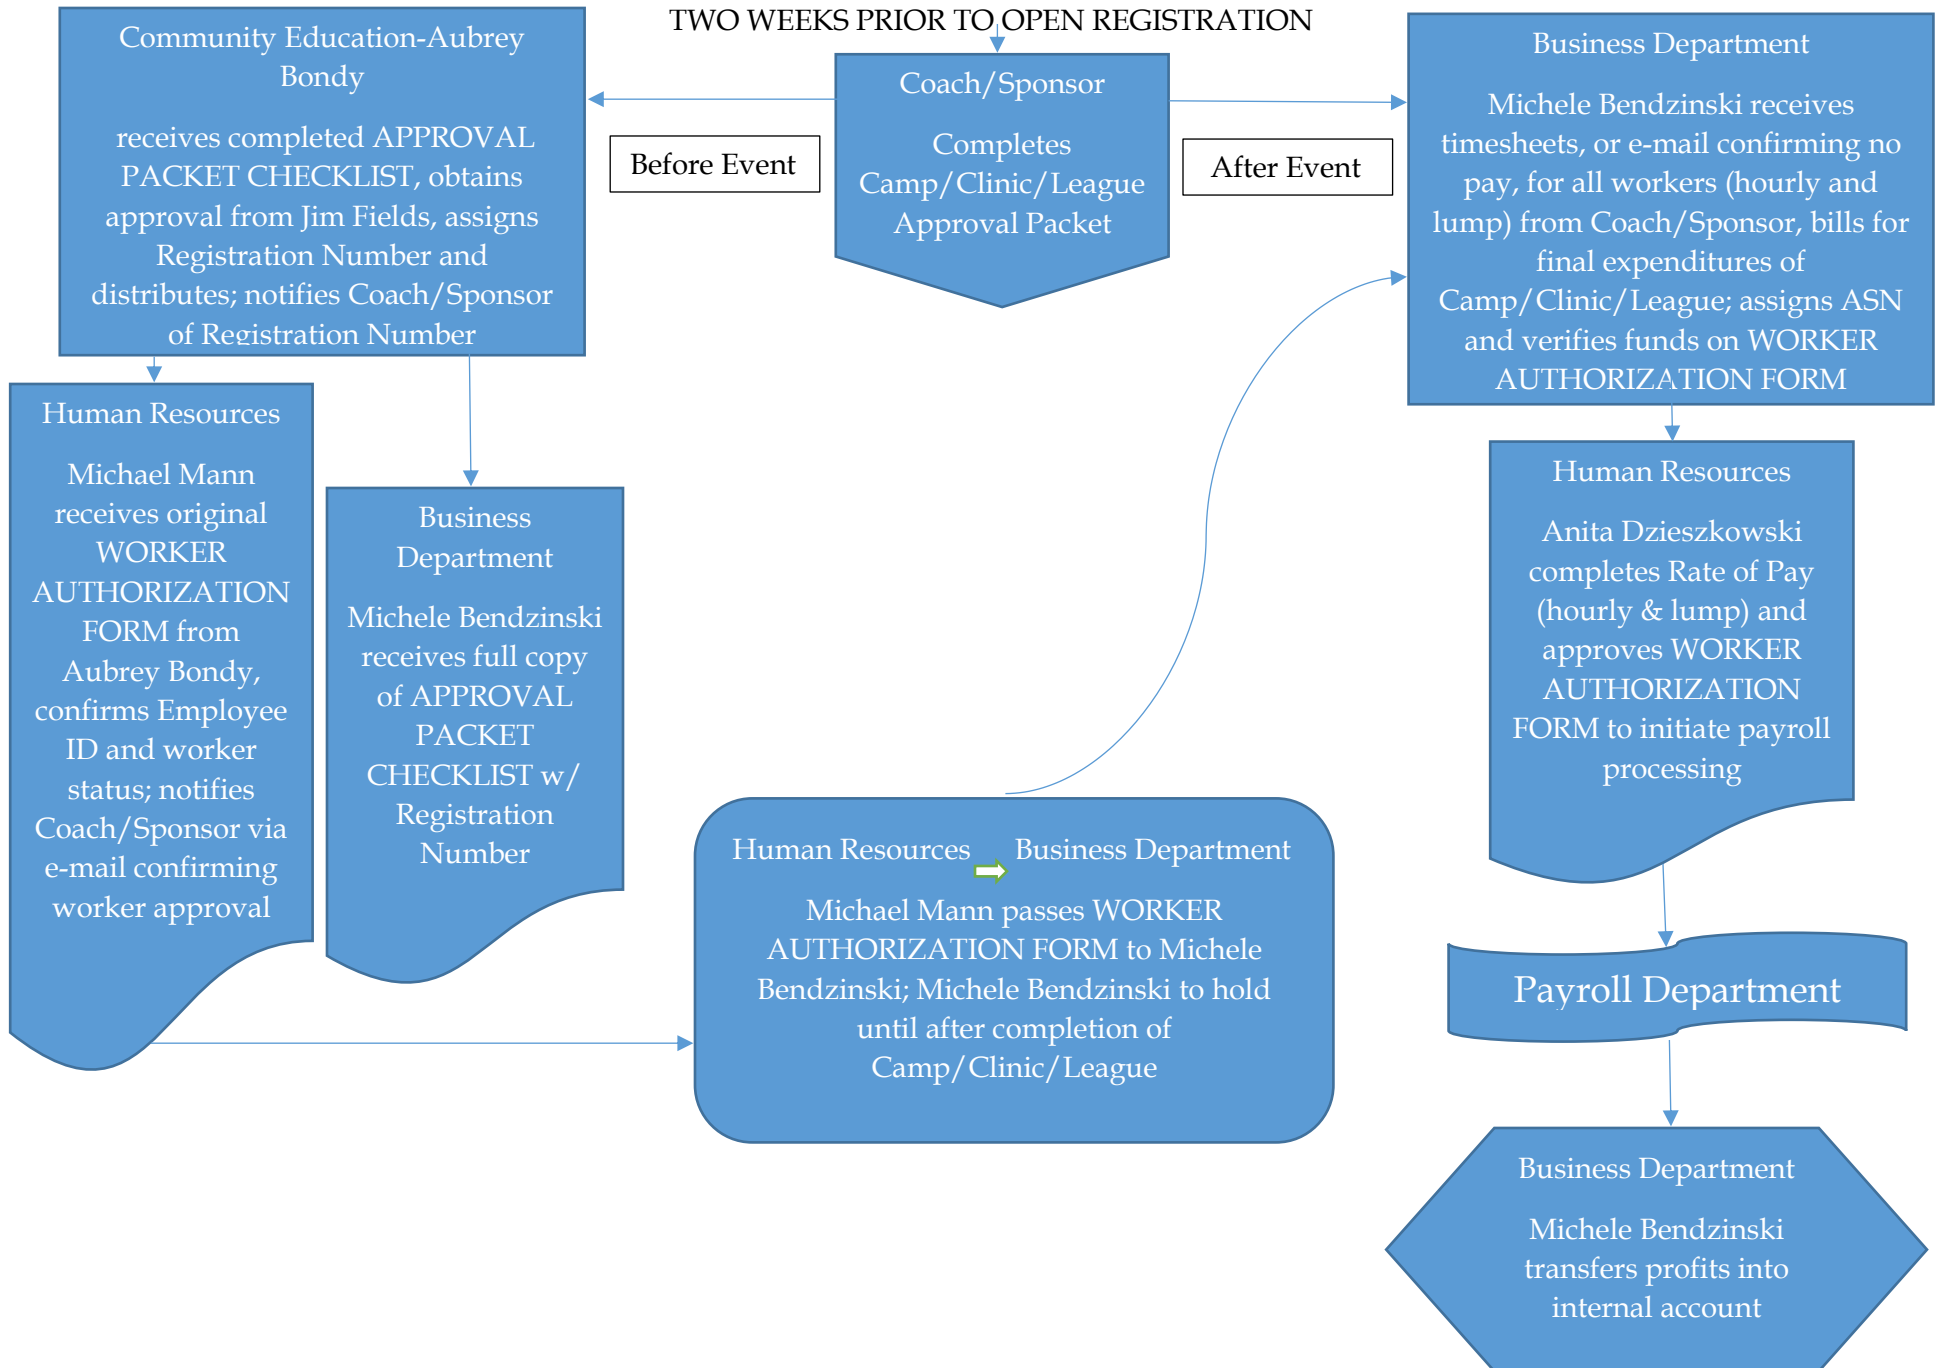 TWO WEEKS PRIOR TO OPEN REGISTRATION
Coach/Sponsor
Completes
Camp/Clinic/League
Approval Packet
Before Event
After Event
Community Education-Aubrey
Bondy
receives completed APPROVAL
PACKET CHECKLIST, obtains
approval from Jim Fields, assigns
Registration Number and
distributes; notifies Coach/Sponsor
of Registration Number
Human Resources
Michael Mann
receives original
WORKER
AUTHORIZATION
FORM from
Aubrey Bondy,
confirms Employee
ID and worker
status; notifies
Coach/Sponsor via
e-mail confirming
worker approval
Business
Department
Michele Bendzinski
receives full copy
of APPROVAL
PACKET
CHECKLIST w/
Registration
Number
Human Resources Business Department
Michael Mann passes WORKER
AUTHORIZATION FORM to Michele
Bendzinski; Michele Bendzinski to hold
until after completion of
Camp/Clinic/League
Business Department
Michele Bendzinski receives
timesheets, or e-mail confirming no
pay, for all workers (hourly and
lump) from Coach/Sponsor, bills for
final expenditures of
Camp/Clinic/League; assigns ASN
and verifies funds on WORKER
AUTHORIZATION FORM
Human Resources
Anita Dzieszkowski
completes Rate of Pay
(hourly & lump) and
approves WORKER
AUTHORIZATION
FORM to initiate payroll
processing
Payroll Department
Business Department
Michele Bendzinski
transfers profits into
internal account